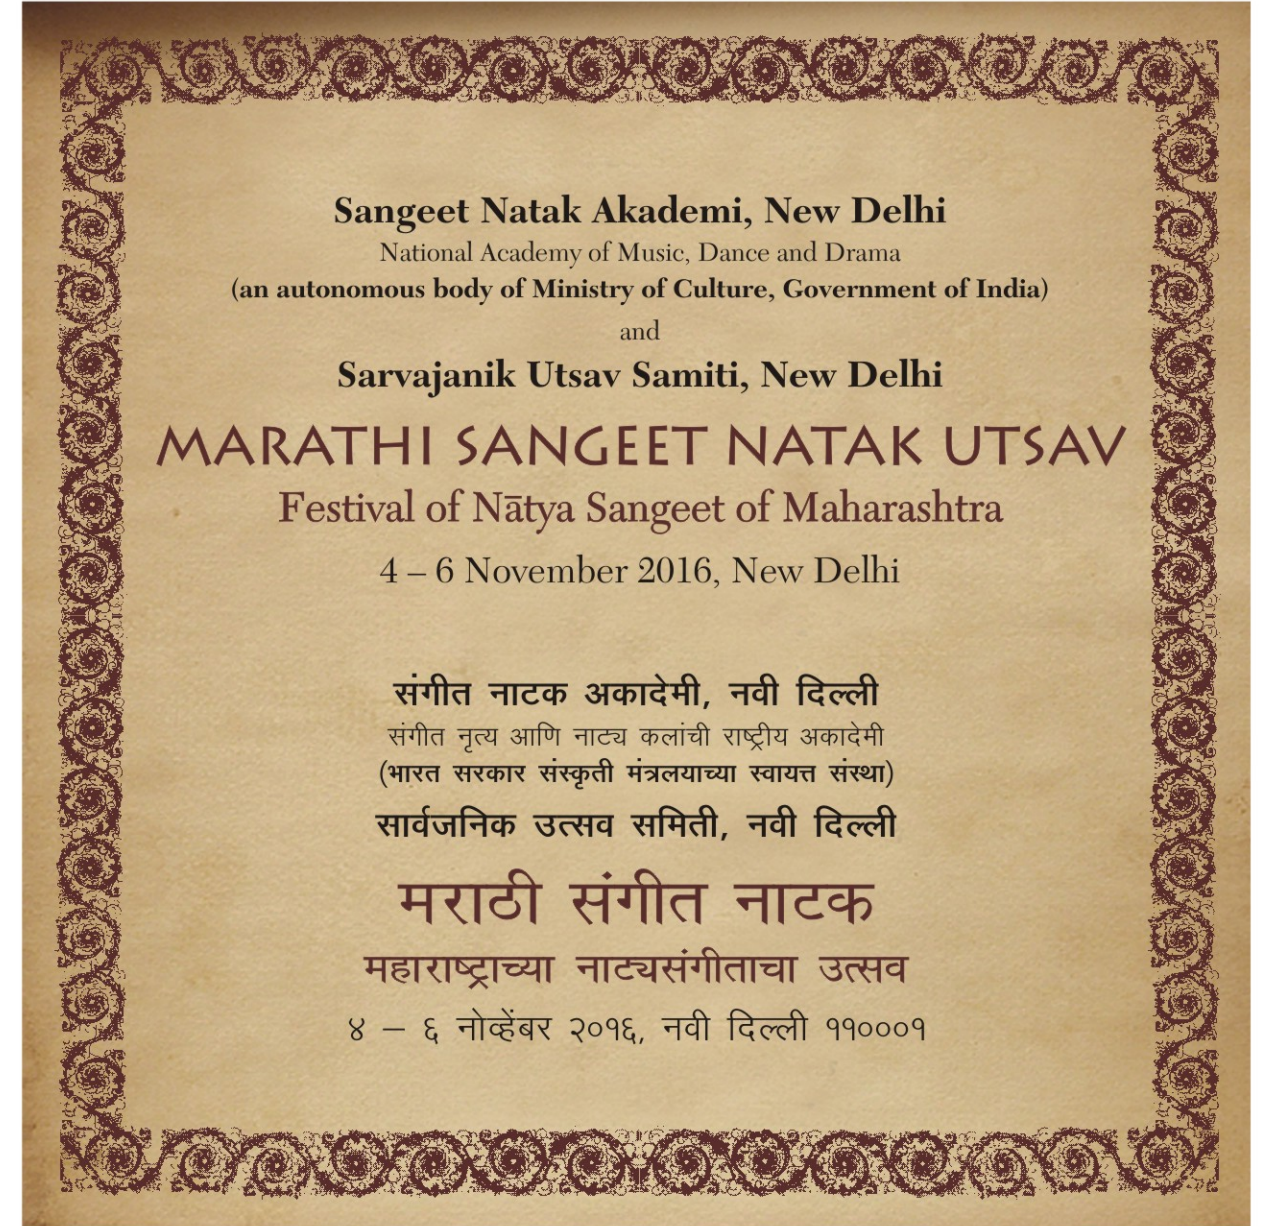 Sangeet Natak Akademi, New Delhi
National Academy of Music, Dance and Drama
(an autonomous body of Ministry of Culture, Government of India)
and
Sarvajanik Utsav Samiti, New Delhi
MARATHI SANGEET NATAK UTSAV
Festival of Nātya Sangeet of Maharashtra
4 – 6 November 2016, New Delhi
संगीत नाटक अकादेमी, नवी दिल्ली
संगीत नृत्य आणि नाट्य कलांची राष्ट्रीय अकादेमी
(भारत सरकार संस्कृती मंत्रलयाच्या स्वायत्त संस्था)
सार्वजनिक उत्सव समिती, नवी दिल्ली
मराठी संगीत नाटक
महाराष्ट्राच्या नाट्यसंगीताचा उत्सव
४ – ६ नोव्हेंबर २०१६, नवी दिल्ली ११०००१